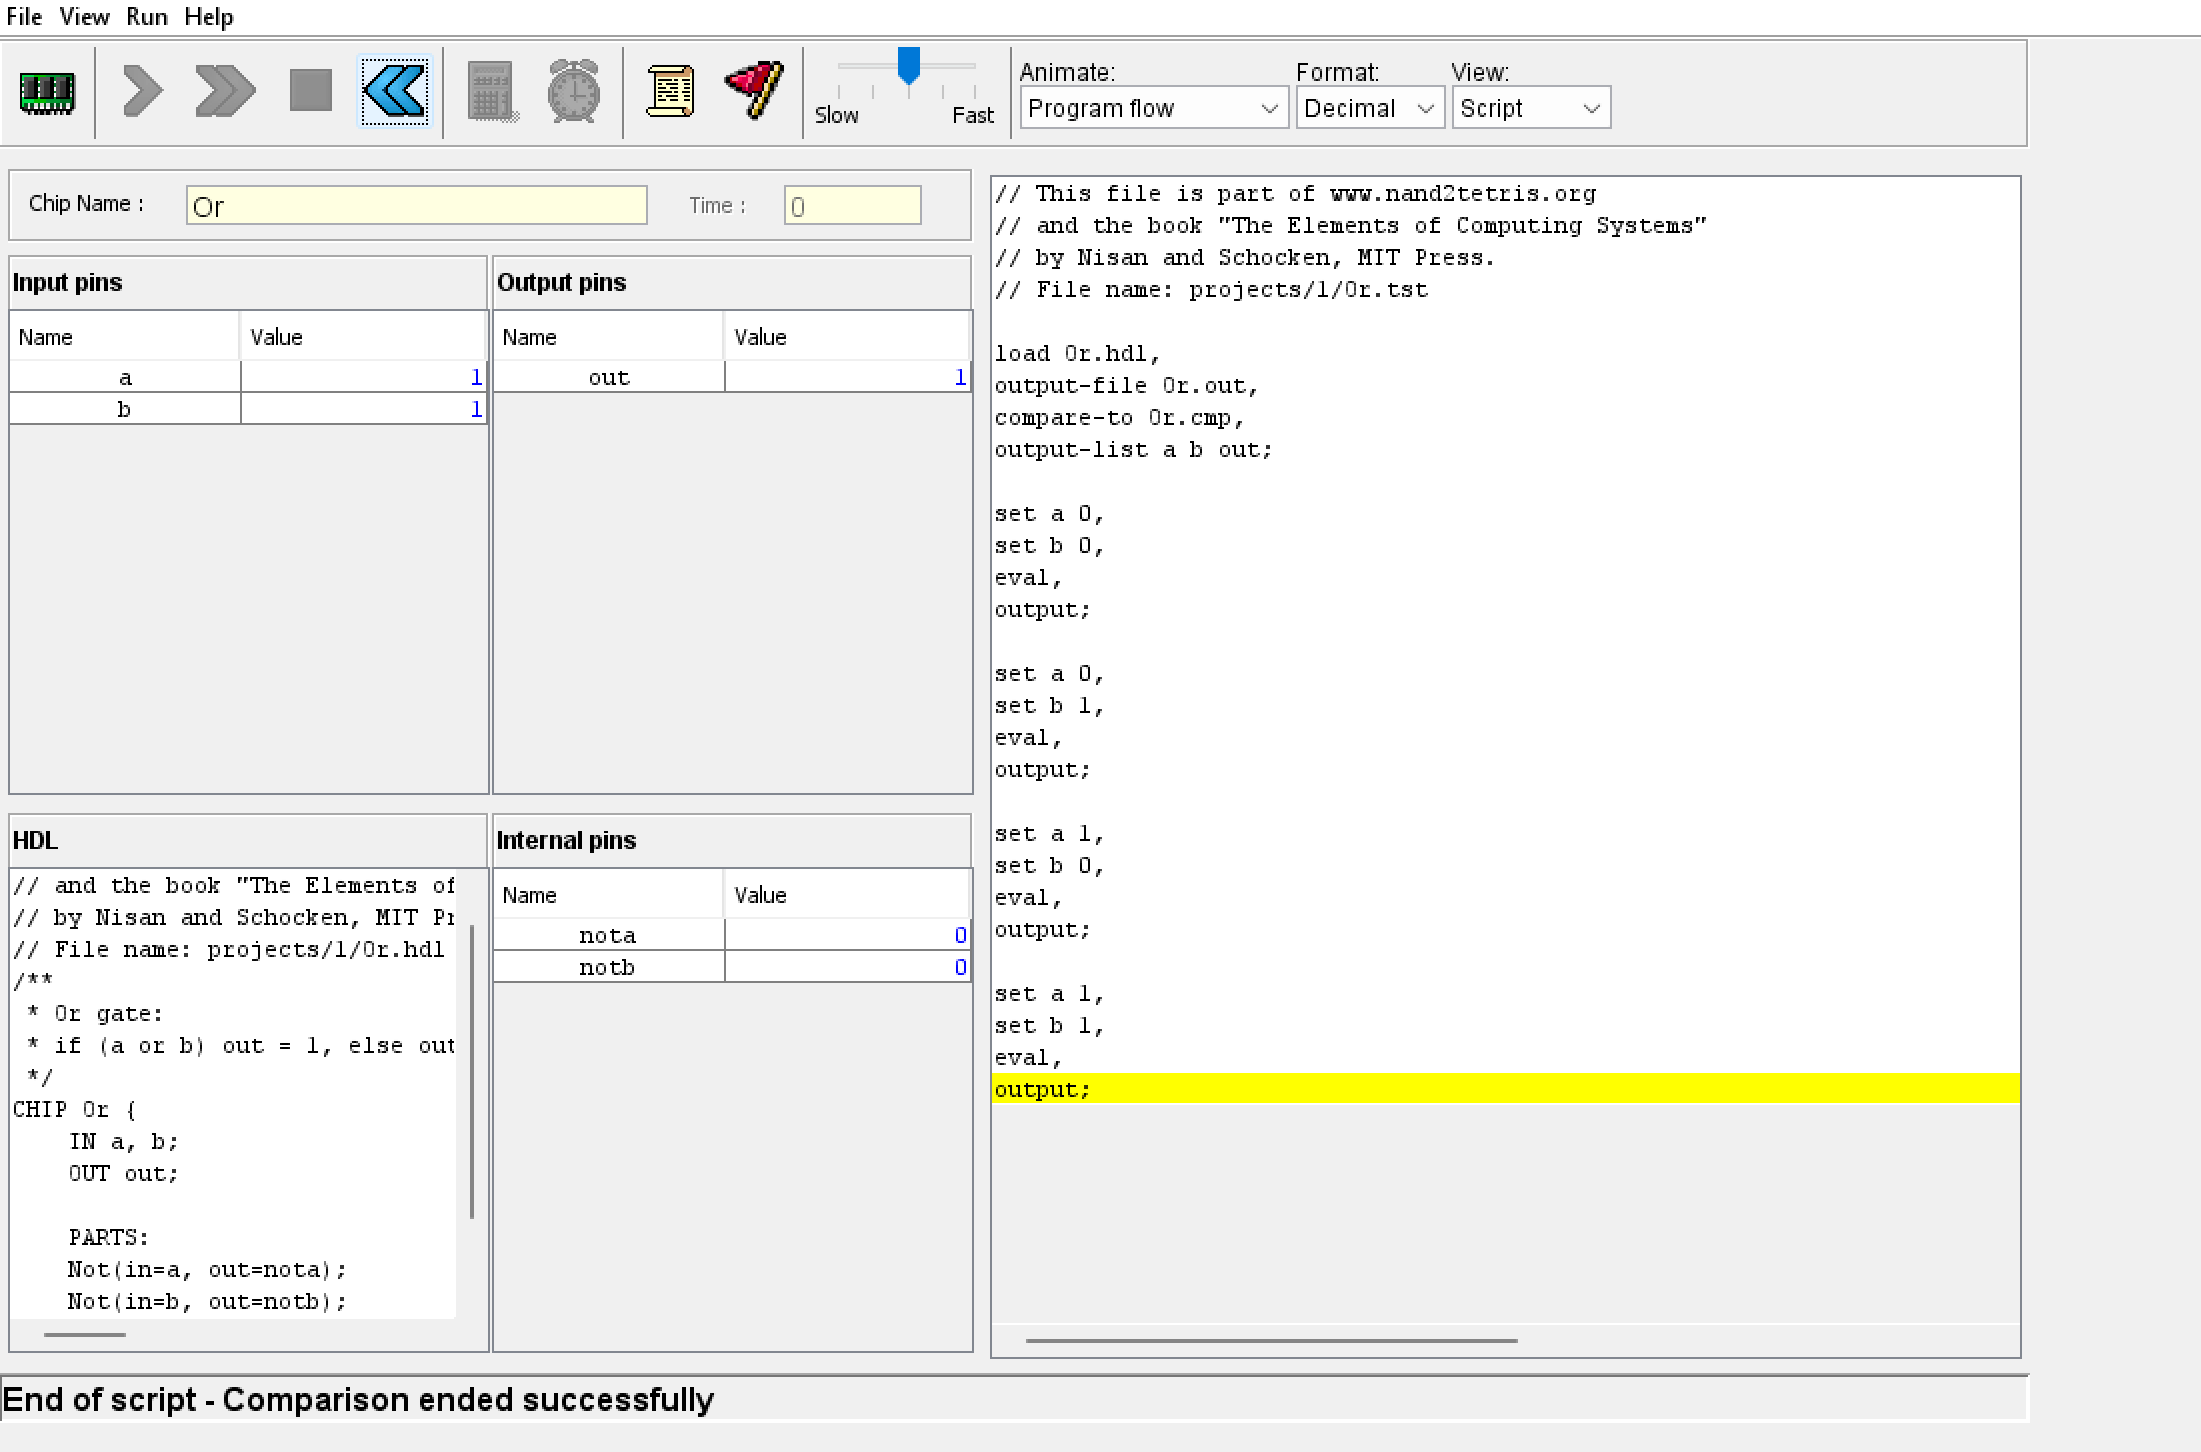 File View Run Help
Animate: Format: View:
Slow Fast Program flow Decimal Script
Chip Name : Or Time : 0
Input pins
Name Value
a 1
b 1
Output pins
Name Value
out 1
HDL
// and the book "The Elements of
// by Nisan and Schocken, MIT Pr
// File name: projects/1/Or.hdl
/**
* Or gate:
* if (a or b) out = 1, else out
*/
CHIP Or {
IN a, b;
OUT out;
PARTS:
Not(in=a, out=nota);
Not(in=b, out=notb);
Internal pins
Name Value
nota 0
notb 0
// This file is part of www.nand2tetris.org
// and the book "The Elements of Computing Systems"
// by Nisan and Schocken, MIT Press.
// File name: projects/1/Or.tst
load Or.hdl,
output-file Or.out,
compare-to Or.cmp,
output-list a b out;
set a 0,
set b 0,
eval,
output;
set a 0,
set b 1,
eval,
output;
set a 1,
set b 0,
eval,
output;
set a 1,
set b 1,
eval,
output;
End of script - Comparison ended successfully